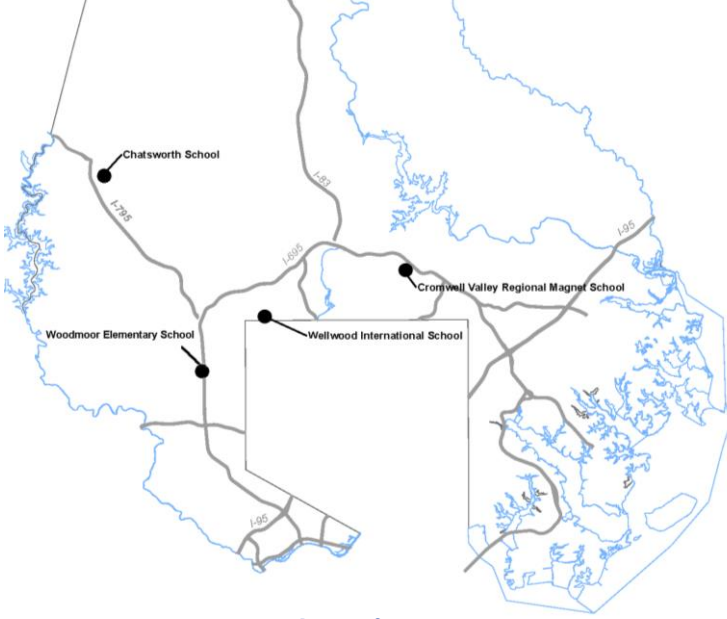 Chatsworth School
I-83
I-795
I-95
I-695
Cromwell Valley Regional Magnet School
Woodmoor Elementary School
Wellwood International School
I-95